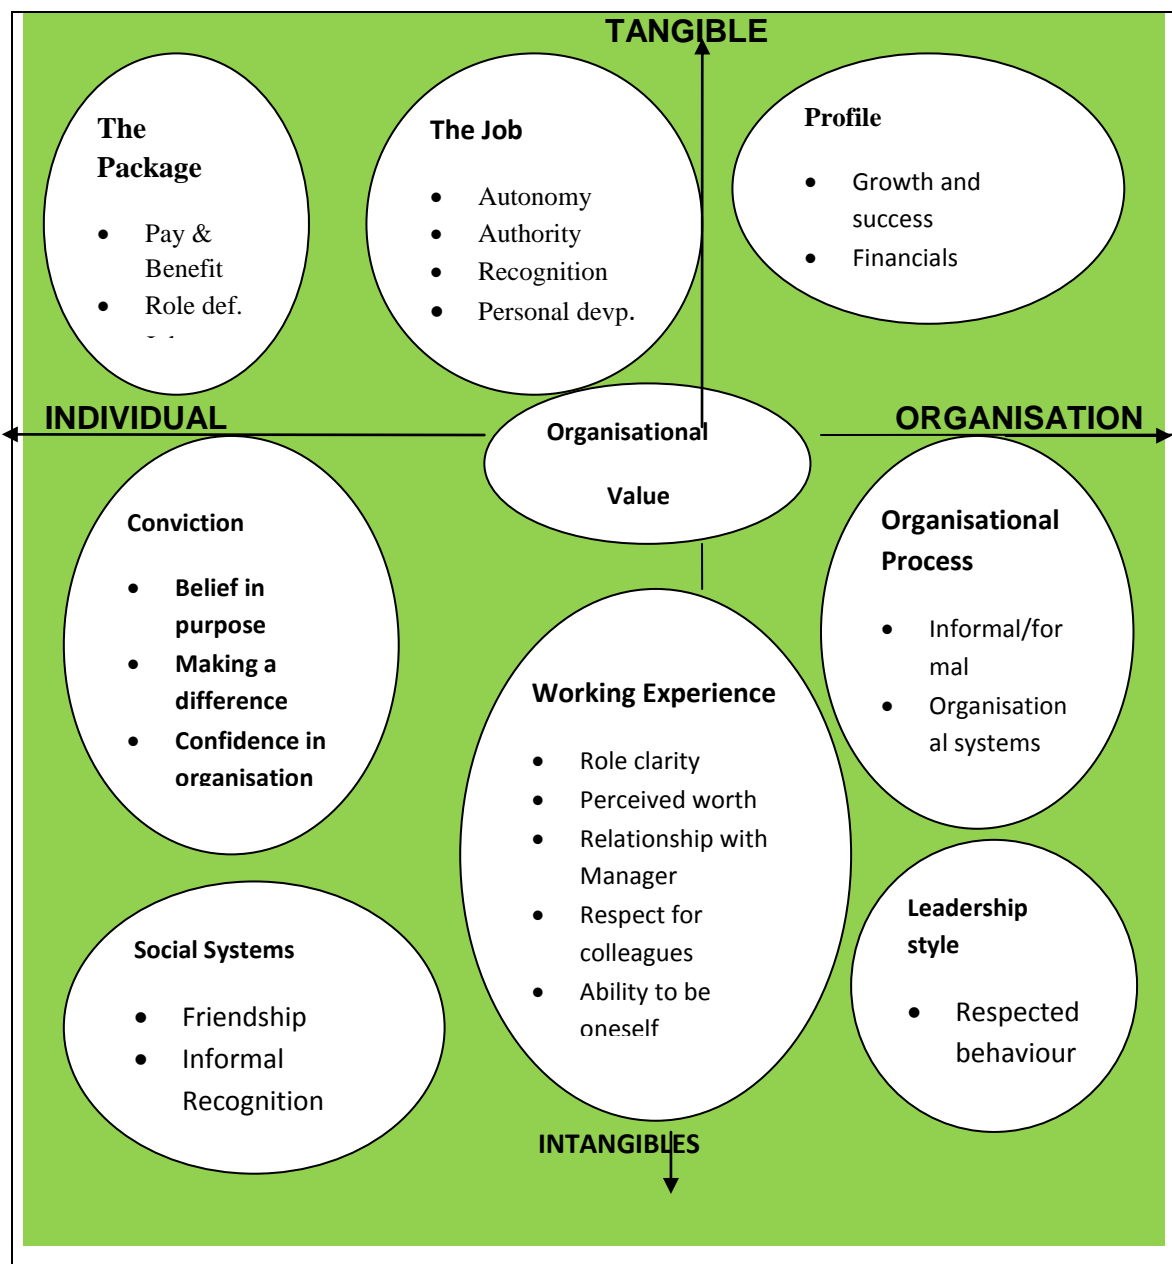 TANGIBLE
The
Package
• Pay &
Benefit
• Role def.
The Job
• Autonomy
• Authority
• Recognition
• Personal devp.
Profile
• Growth and
success
• Financials
INDIVIDUAL
ORGANISATION
Organisational
Value
Conviction
• Belief in
purpose
• Making a
difference
• Confidence in
organisation
Organisational
Process
• Informal/for
mal
• Organisation
al systems
Working Experience
• Role clarity
• Perceived worth
• Relationship with
Manager
• Respect for
colleagues
• Ability to be
oneself
Social Systems
• Friendship
• Informal
Recognition
Leadership
style
• Respected
behaviour
INTANGIBLES